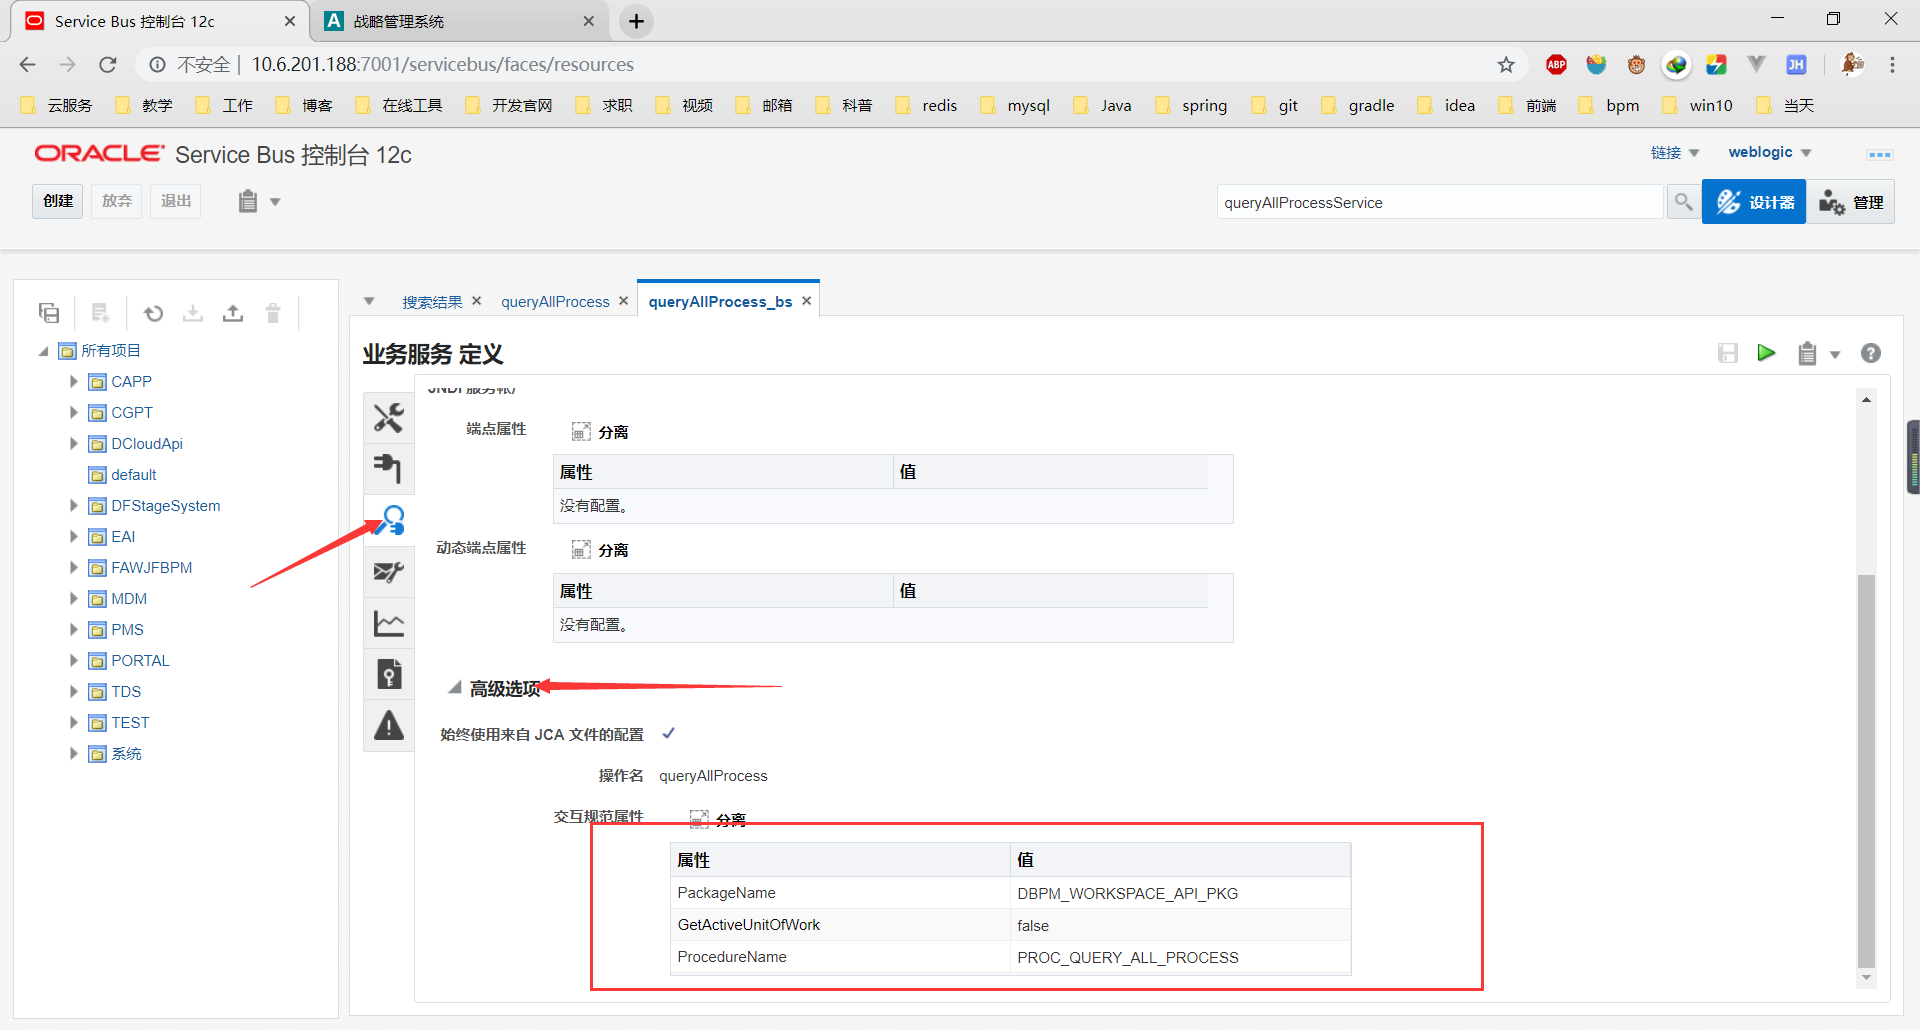 Service Bus 控制台 12c
战略管理系统
不安全 | 10.6.201.188:7001/servicebus/faces/resources
ABP
JH
云服务 教学 工作 博客 在线工具 开发官网 求职 视频 邮箱 科普 redis mysql Java spring git gradle idea 前端 bpm win10 当天
ORACLE Service Bus 控制台 12c
链接 weblogic
创建 放弃 退出
queryAllProcessService
设计器 管理
搜索结果 queryAllProcess queryAllProcess_bs
所有项目
CAPP
CGPT
DCloudApi
default
DFStageSystem
EAI
FAWJFBPM
MDM
PMS
PORTAL
TDS
TEST
系统
业务服务 定义
JNDI 服务帐户
端点属性 分离
属性 值
没有配置。
动态端点属性 分离
属性 值
没有配置。
高级选项
始终使用来自 JCA 文件的配置
操作名 queryAllProcess
交互规范属性 分离
属性 值
PackageName DBPM_WORKSPACE_API_PKG
GetActiveUnitOfWork false
ProcedureName PROC_QUERY_ALL_PROCESS